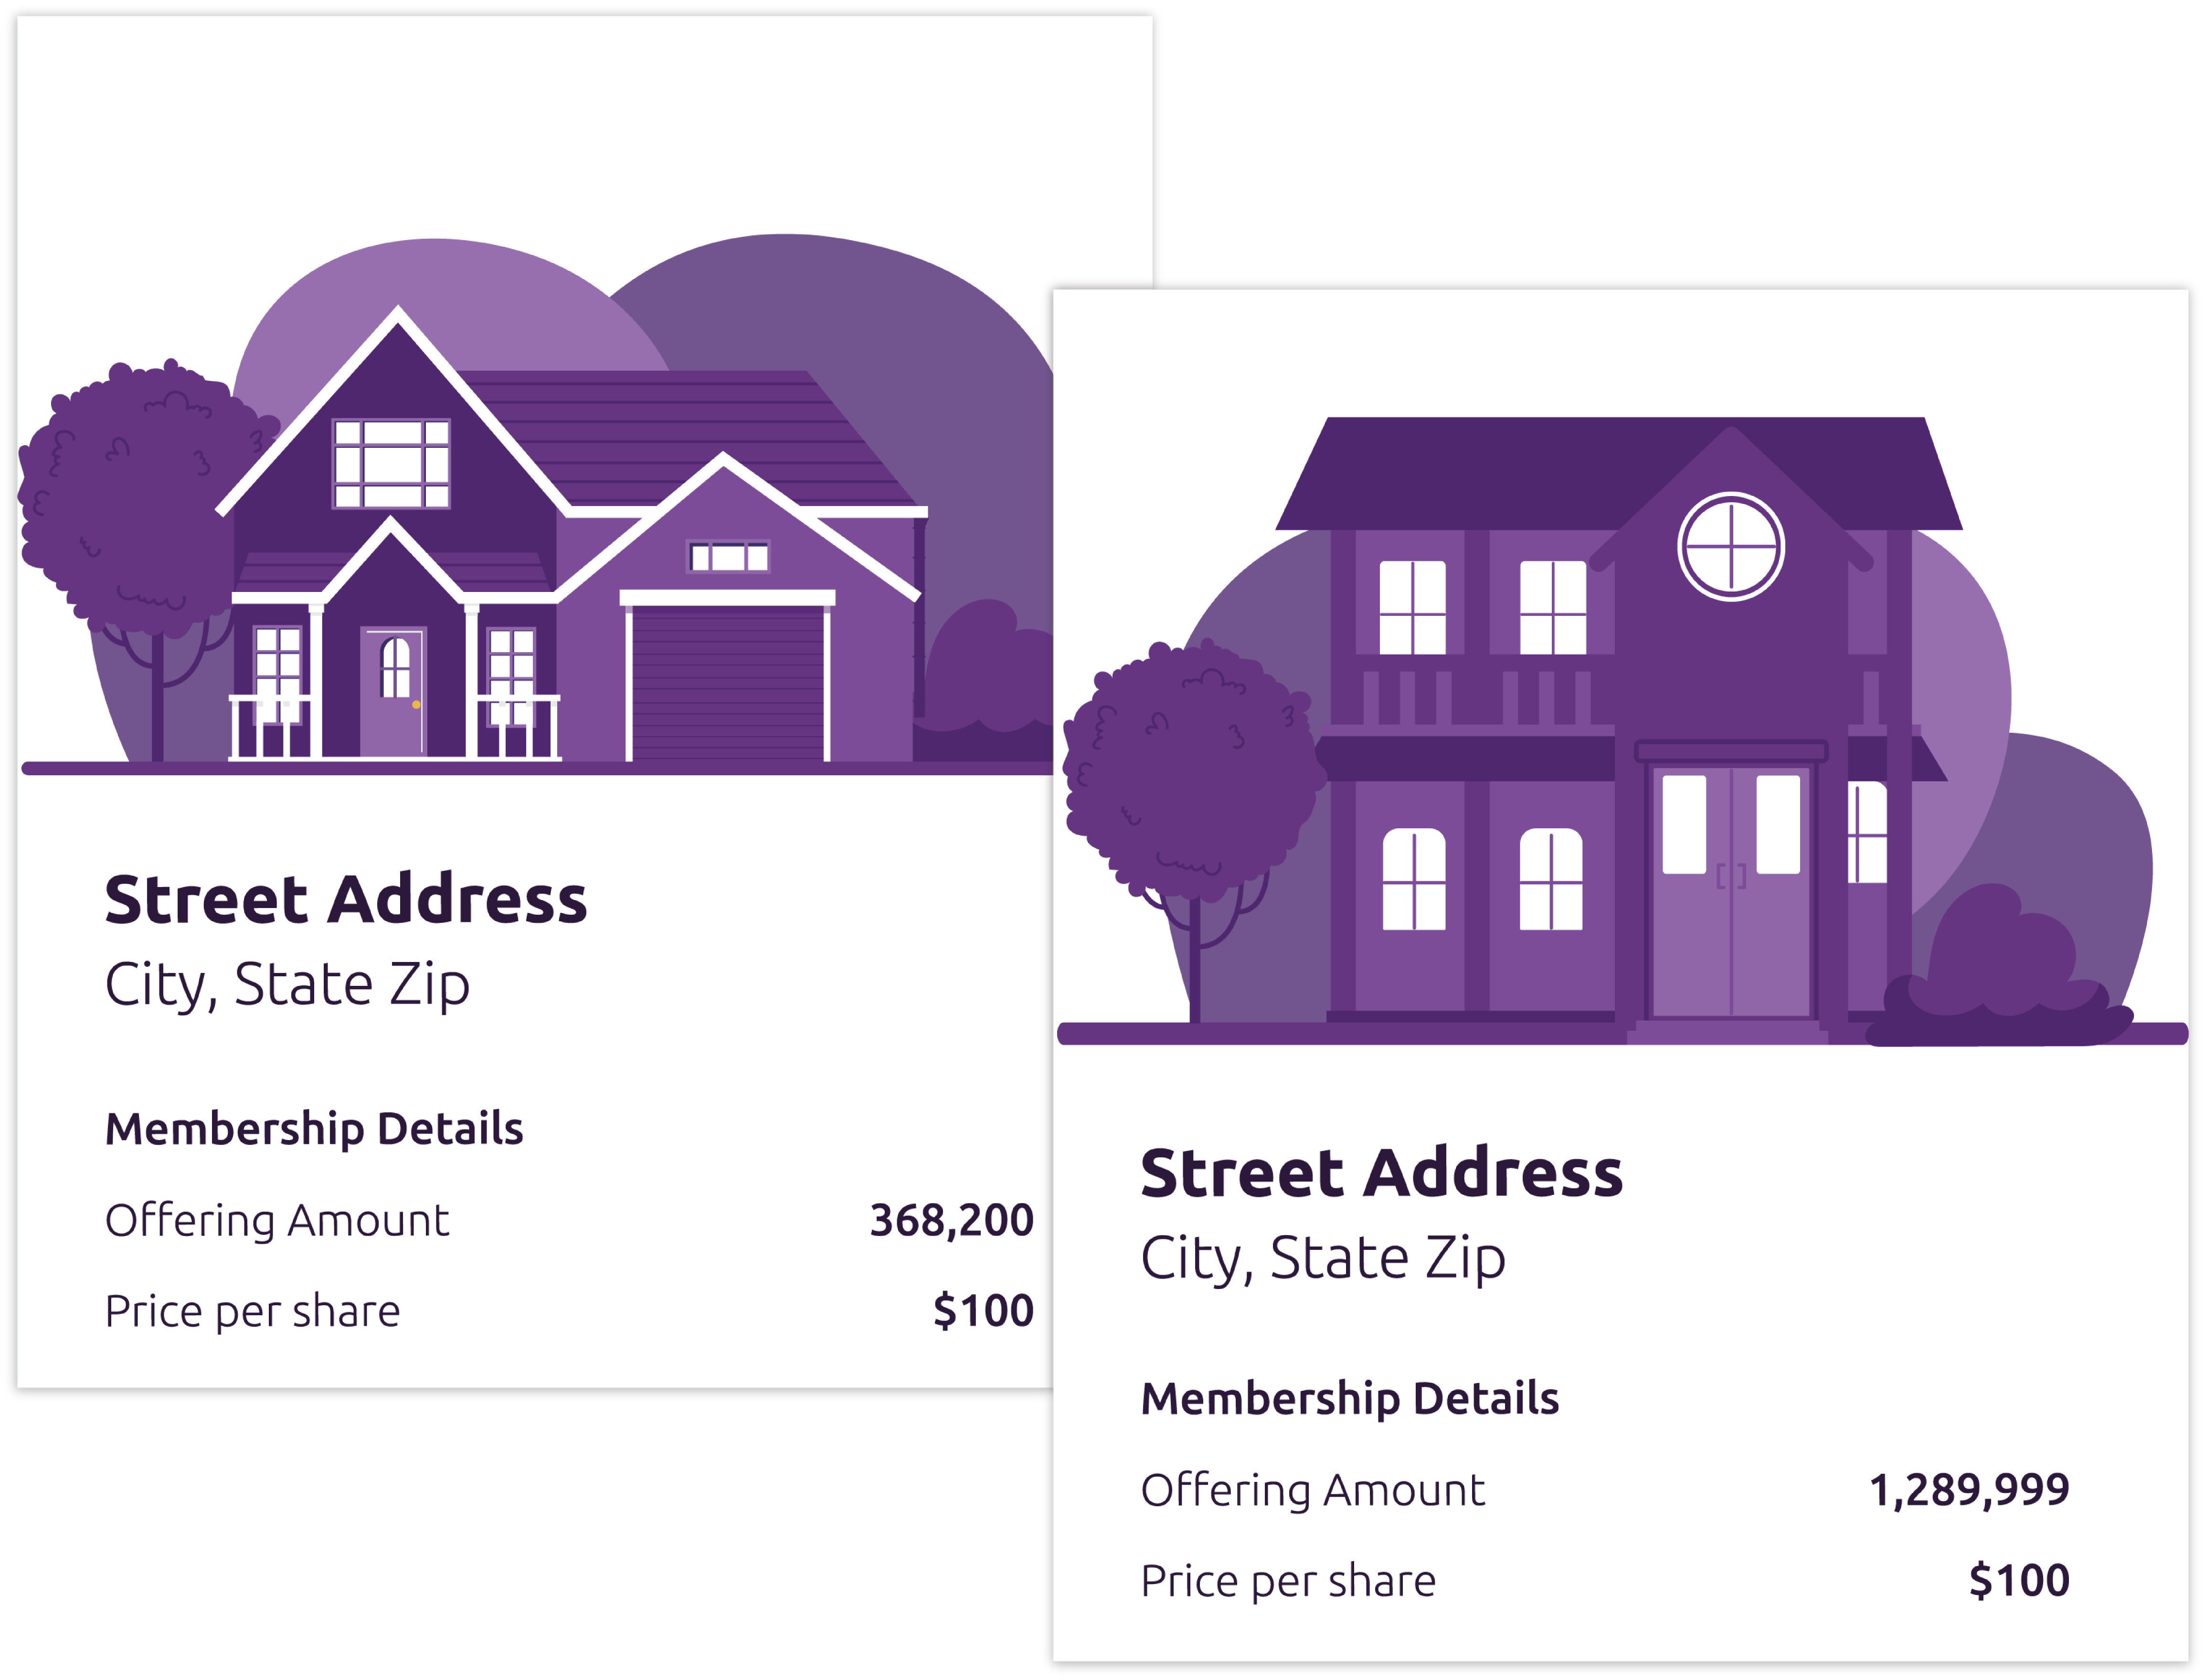 Street Address
City, State Zip
Membership Details
Offering Amount 368,200
Price per share $100
Street Address
City, State Zip
Membership Details
Offering Amount 1,289,999
Price per share $100